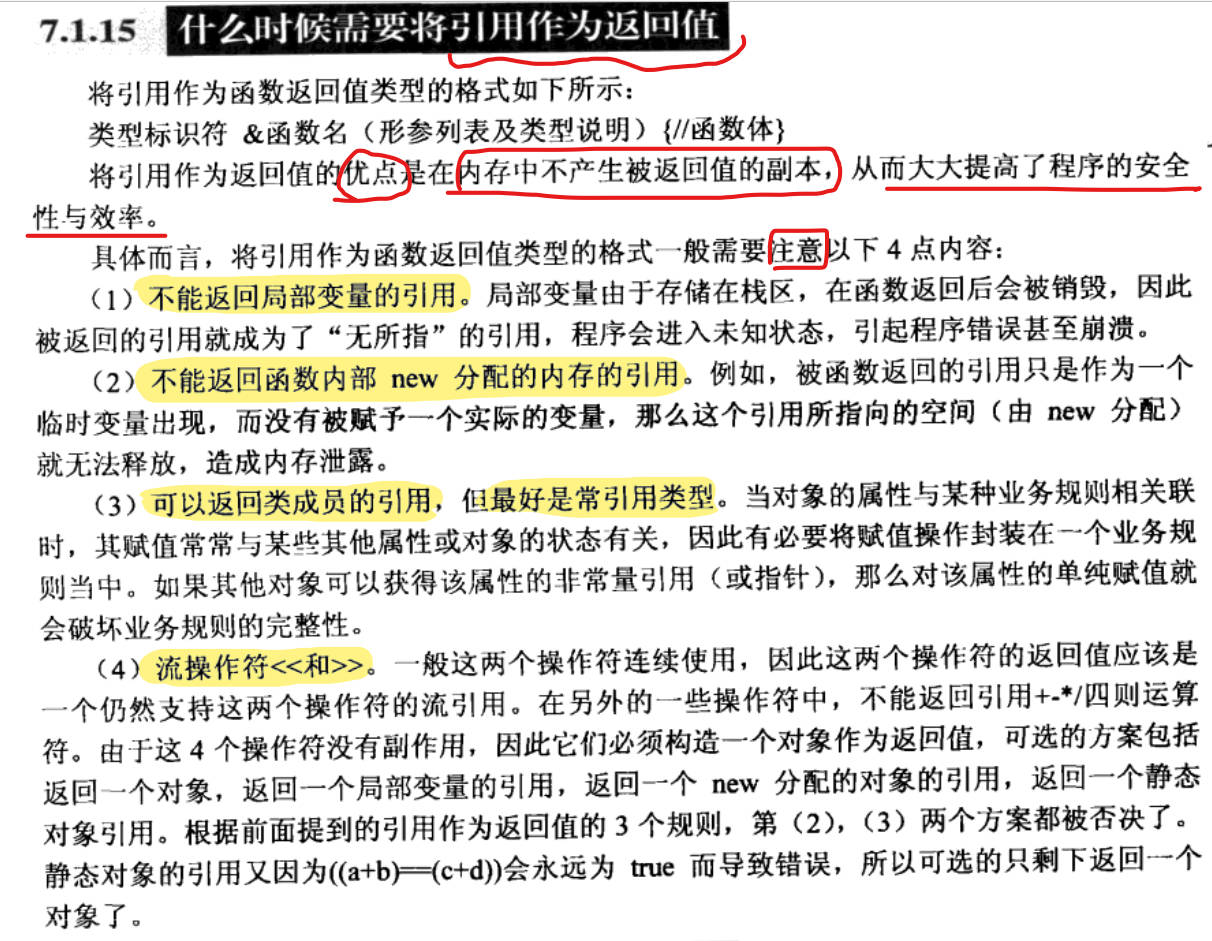 7.1.15 什么时候需要将引用作为返回值
将引用作为函数返回值类型的格式如下所示：
类型标识符 &函数名（形参列表及类型说明）{//函数体}
将引用作为返回值的优点是在内存中不产生被返回值的副本，从而大大提高了程序的安全
性与效率。
具体而言，将引用作为函数返回值类型的格式一般需要注意以下 4 点内容：
（1）不能返回局部变量的引用。局部变量由于存储在栈区，在函数返回后会被销毁，因此
被返回的引用就成为了“无所指”的引用，程序会进入未知状态，引起程序错误甚至崩溃。
（2）不能返回函数内部 new 分配的内存的引用。例如，被函数返回的引用只是作为一个
临时变量出现，而没有被赋予一个实际的变量，那么这个引用所指向的空间（由 new 分配）
就无法释放，造成内存泄露。
（3）可以返回类成员的引用，但最好是常引用类型。当对象的属性与某种业务规则相关联
时，其赋值常常与某些其他属性或对象的状态有关，因此有必要将赋值操作封装在一个业务规
则当中。如果其他对象可以获得该属性的非常量引用（或指针），那么对该属性的单纯赋值就
会破坏业务规则的完整性。
（4）流操作符<<和>>。一般这两个操作符连续使用，因此这两个操作符的返回值应该是
一个仍然支持这两个操作符的流引用。在另外的一些操作符中，不能返回引用+-*/四则运算
符。由于这 4 个操作符没有副作用，因此它们必须构造一个对象作为返回值，可选的方案包括
返回一个对象，返回一个局部变量的引用，返回一个 new 分配的对象的引用，返回一个静态
对象引用。根据前面提到的引用作为返回值的 3 个规则，第（2），（3）两个方案都被否决了。
静态对象的引用又因为((a+b)==(c+d))会永远为 true 而导致错误，所以可选的只剩下返回一个
对象了。